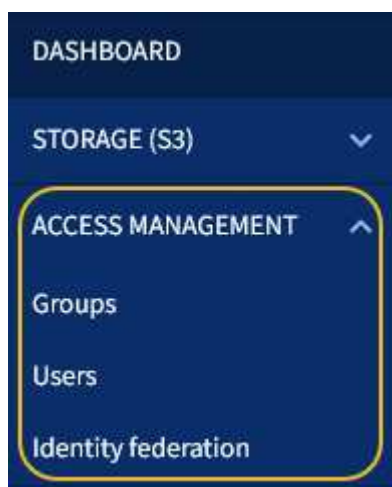 DASHBOARD
STORAGE (S3)
ACCESS MANAGEMENT
Groups
Users
Identity federation